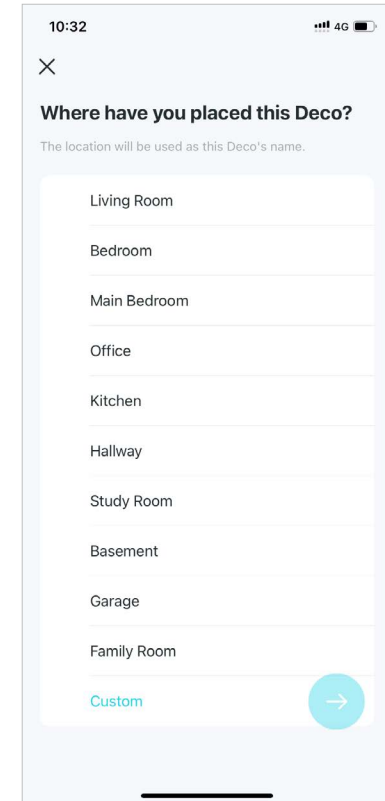 10:32
4G
Where have you placed this Deco?
The location will be used as this Deco's name.
Living Room
Bedroom
Main Bedroom
Office
Kitchen
Hallway
Study Room
Basement
Garage
Family Room
Custom